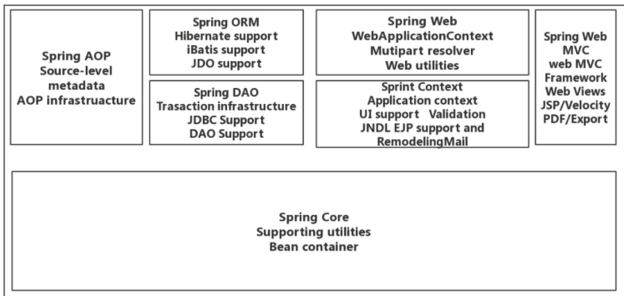 Spring AOP
Source-level
metadata
AOP infrastruacture
Spring ORM
Hibernate support
iBatis support
JDO support
Spring DAO
Trasaction infrastructure
JDBC Support
DAO Support
Spring Web
WebApplicationContext
Mutipart resolver
Web utilities
Sprint Context
Application context
UI support Validation
JNDL EJP support and
RemodelingMail
Spring Web
MVC
web MVC
Framework
Web Views
JSP/Velocity
PDF/Export
Spring Core
Supporting utilities
Bean container